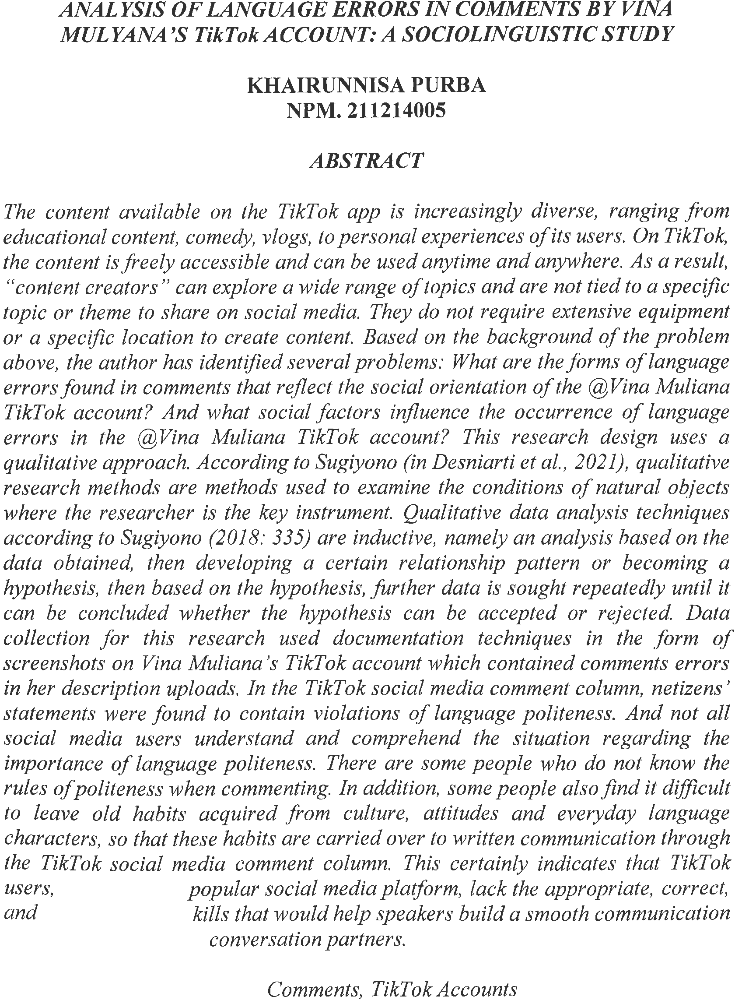 ANALYSIS OF LANGUAGE ERRORS IN COMMENTS BY VINA
MULYANA'S TikTok ACCOUNT: A SOCIOLINGUISTIC STUDY
KHAIRUNNISA PURBA
NPM. 211214005
ABSTRACT
The content available on the TikTok app is increasingly diverse, ranging from
educational content, comedy, vlogs, to personal experiences of its users. On TikTok,
the content is freely accessible and can be used anytime and anywhere. As a result,
“content creators” can explore a wide range of topics and are not tied to a specific
topic or theme to share on social media. They do not require extensive equipment
or a specific location to create content. Based on the background of the problem
above, the author has identified several problems: What are the forms of language
errors found in comments that reflect the social orientation of the @Vina Muliana
TikTok account? And what social factors influence the occurrence of language
errors in the @Vina Muliana TikTok account? This research design uses a
qualitative approach. According to Sugiyono (in Desniarti et al., 2021), qualitative
research methods are methods used to examine the conditions of natural objects
where the researcher is the key instrument. Qualitative data analysis techniques
according to Sugiyono (2018: 335) are inductive, namely an analysis based on the
data obtained, then developing a certain relationship pattern or becoming a
hypothesis, then based on the hypothesis, further data is sought repeatedly until it
can be concluded whether the hypothesis can be accepted or rejected. Data
collection for this research used documentation techniques in the form of
screenshots on Vina Muliana's TikTok account which contained comments errors
in her description uploads. In the TikTok social media comment column, netizens'
statements were found to contain violations of language politeness. And not all
social media users understand and comprehend the situation regarding the
importance of language politeness. There are some people who do not know the
rules of politeness when commenting. In addition, some people also find it difficult
to leave old habits acquired from culture, attitudes and everyday language
characters, so that these habits are carried over to written communication through
the TikTok social media comment column. This certainly indicates that TikTok
users, popular social media platform, lack the appropriate, correct,
and kills that would help speakers build a smooth communication
conversation partners.
Comments, TikTok Accounts